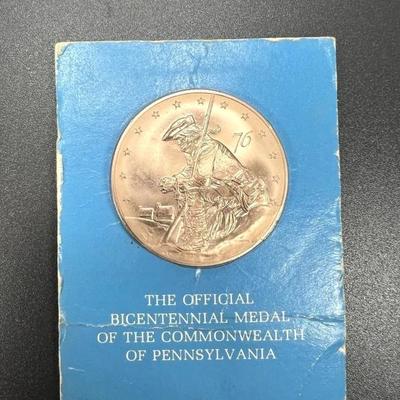 76
THE OFFICIAL
BICENTENNIAL MEDAL
OF THE COMMONWEALTH
OF PENNSYLVANIA